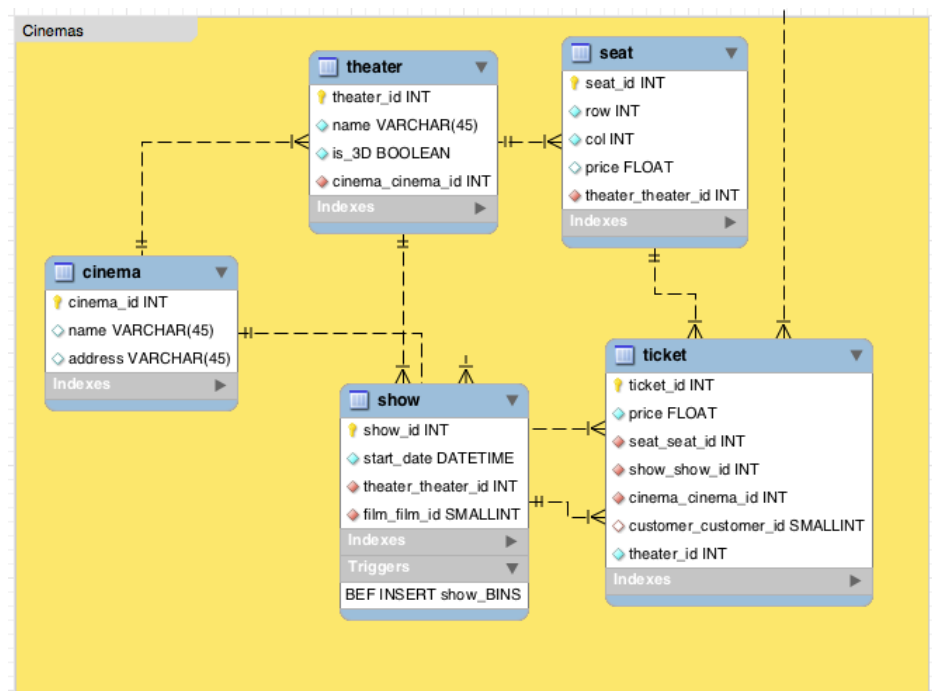 Cinemas
theater
theater_id INT
name VARCHAR(45)
is_3D BOOLEAN
cinema_cinema_id INT
Indexes
seat
seat_id INT
row INT
col INT
price FLOAT
theater_theater_id INT
Indexes
cinema
cinema_id INT
name VARCHAR(45)
address VARCHAR(45)
Indexes
show
show_id INT
start_date DATETIME
theater_theater_id INT
film_film_id SMALLINT
Indexes
Triggers
BEF INSERT show_BINS
ticket
ticket_id INT
price FLOAT
seat_seat_id INT
show_show_id INT
cinema_cinema_id INT
customer_customer_id SMALLINT
theater_id INT
Indexes